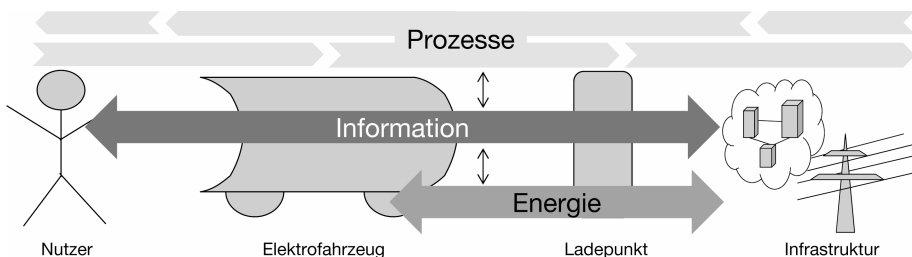 Prozesse
Information
Energie
Nutzer
Elektrofahrzeug
Ladepunkt
Infrastruktur